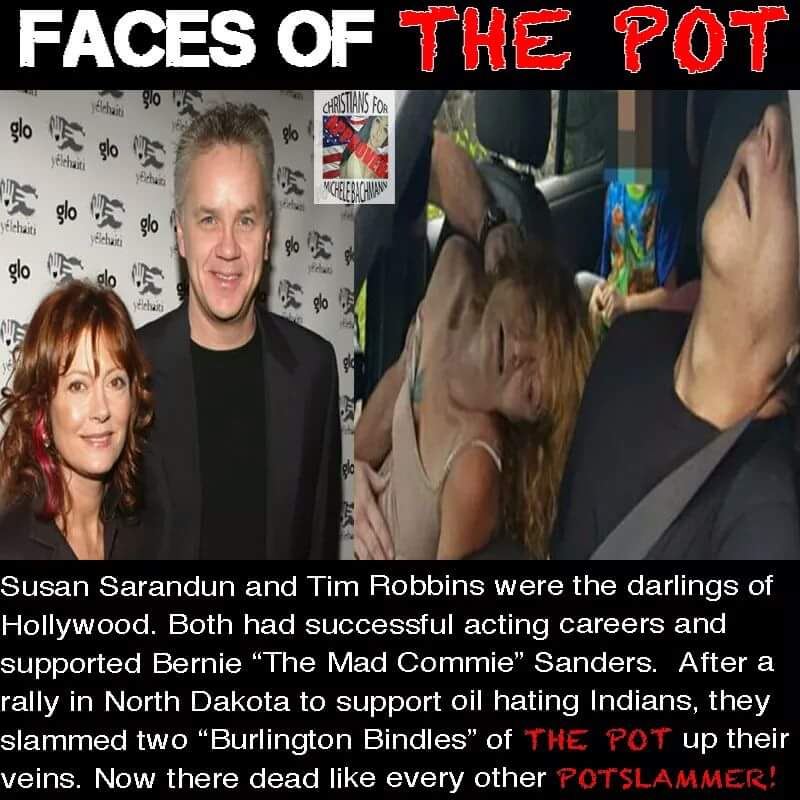 FACES OF THE POT
CHRISTIANS FOR
APPROVED
MICHELE BACHMANN
glo
yélehaiti
Susan Sarandun and Tim Robbins were the darlings of
Hollywood. Both had successful acting careers and
supported Bernie “The Mad Commie” Sanders. After a
rally in North Dakota to support oil hating Indians, they
slammed two “Burlington Bindles” of THE POT up their
veins. Now there dead like every other POTSLAMMER!